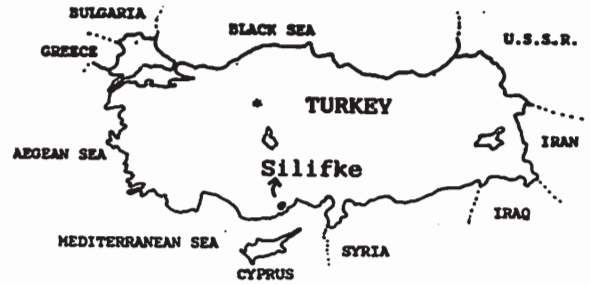 BULGARIA
BLACK SEA
U.S.S.R.
GREECE
* TURKEY
IRAN
AEGEAN SEA
Silifke
IRAQ
MEDITERRANEAN SEA
SYRIA
CYPRUS